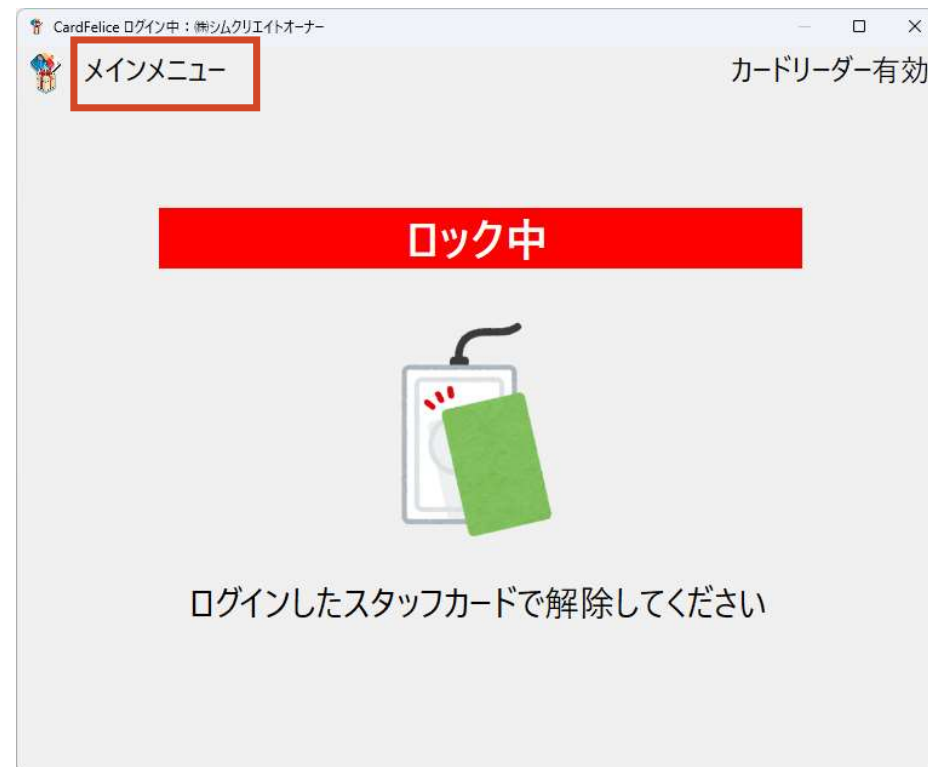 CardFelice ログイン中：㈱シムクリエイトオーナー
メインメニュー
カードリーダー有効
ロック中
ログインしたスタッフカードで解除してください